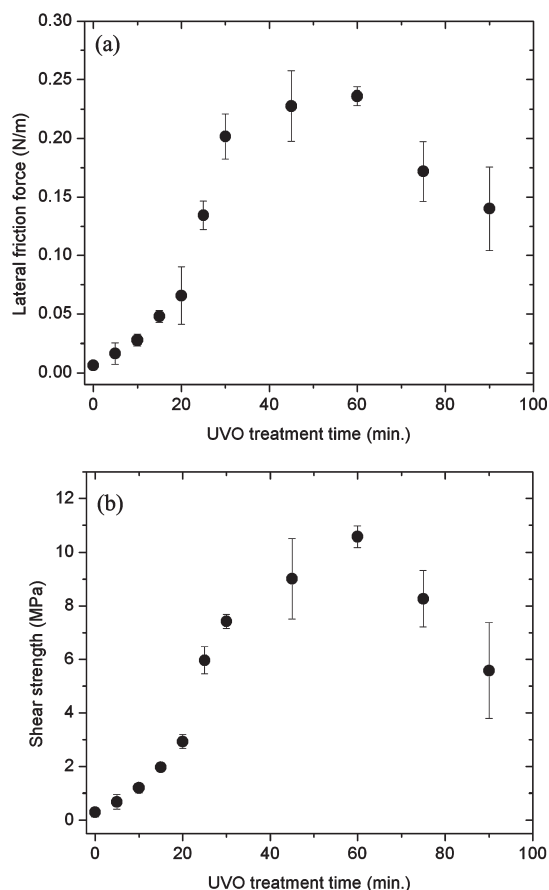 (a)
Lateral friction force (N/m)
0.30
0.25
0.20
0.15
0.10
0.05
0.00
0 20 40 60 80 100
UVO treatment time (min.)
(b)
Shear strength (MPa)
12
10
8
6
4
2
0
0 20 40 60 80 100
UVO treatment time (min.)